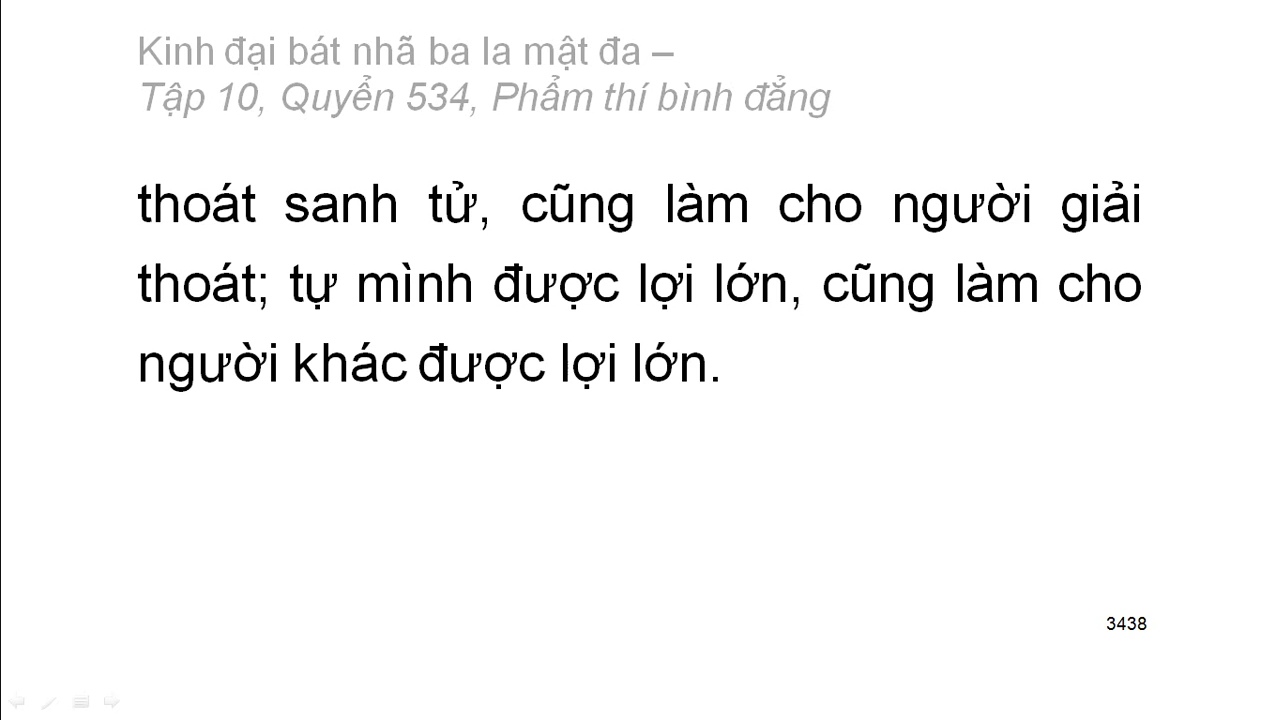 Kinh đại bát nhã ba la mật đa –
Tập 10, Quyển 534, Phẩm thí bình đẳng
thoát sanh tử, cũng làm cho người giải
thoát; tự mình được lợi lớn, cũng làm cho
người khác được lợi lớn.
3438